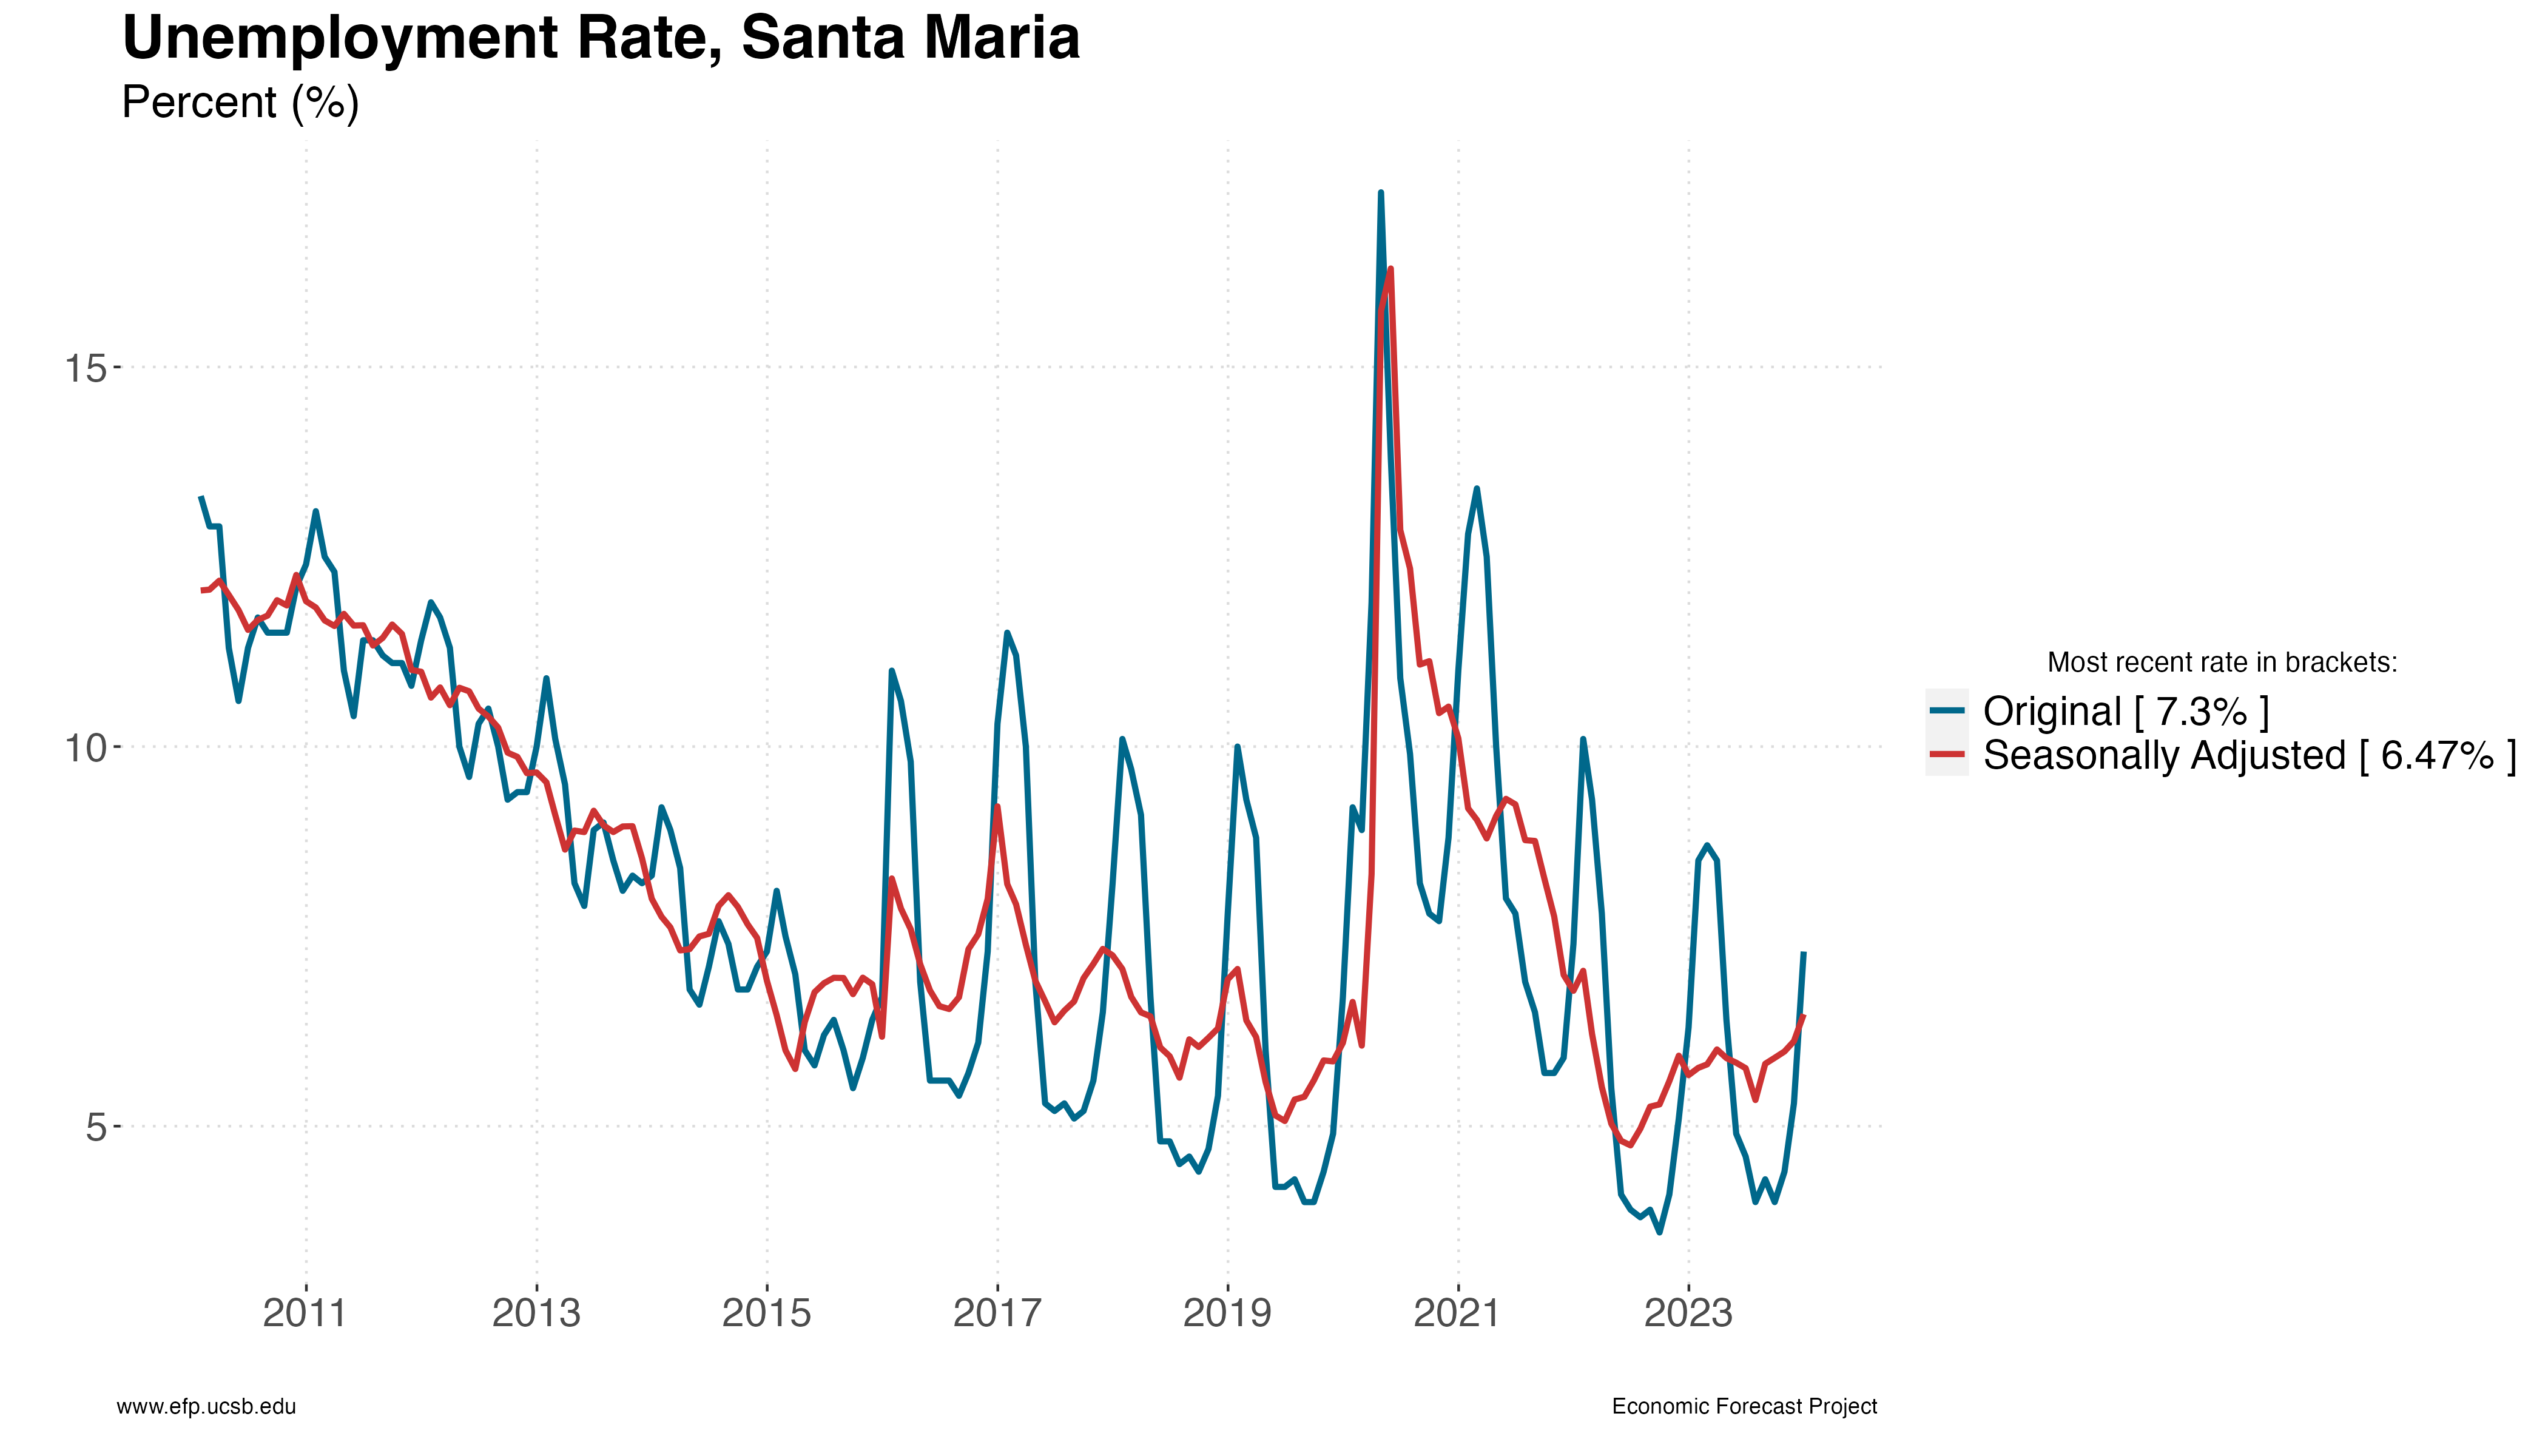 Unemployment Rate, Santa Maria
Percent (%)
15
10
5
2011 2013 2015 2017 2019 2021 2023
Most recent rate in brackets:
Original [ 7.3% ]
Seasonally Adjusted [ 6.47% ]
www.efp.ucsb.edu
Economic Forecast Project